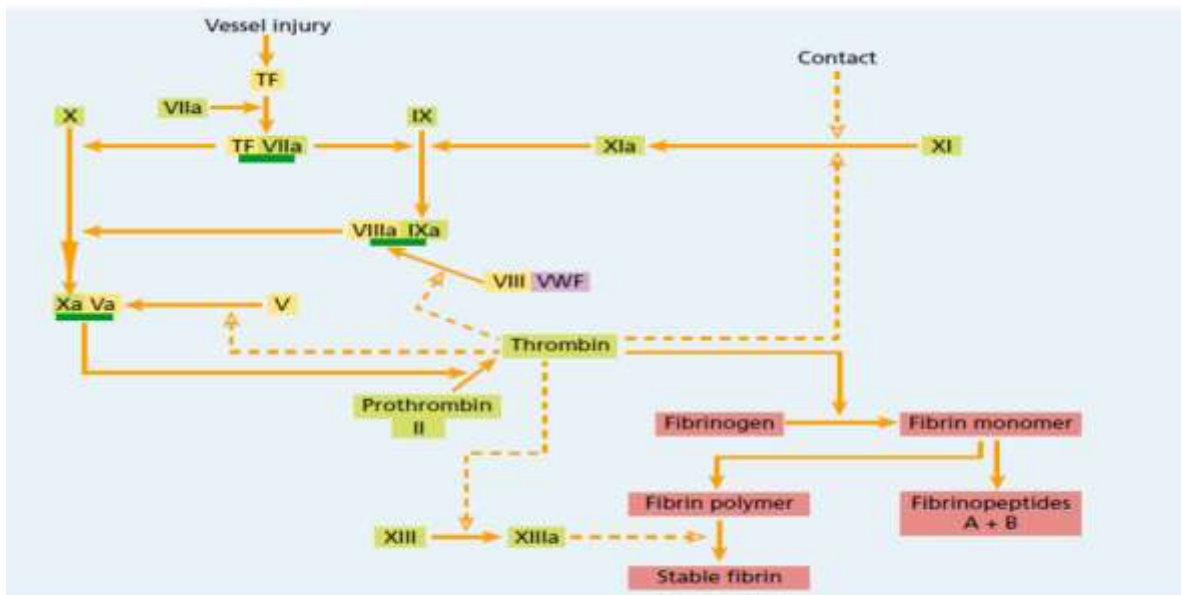 Vessel injury
Contact
TF
VIIa
X
IX
TF VIIa
XIa
XI
VIIIa IXa
VIII VWF
Xa Va
V
Thrombin
Prothrombin
II
Fibrinogen
Fibrin monomer
Fibrin polymer
Fibrinopeptides
A + B
XIII
XIIIa
Stable fibrin